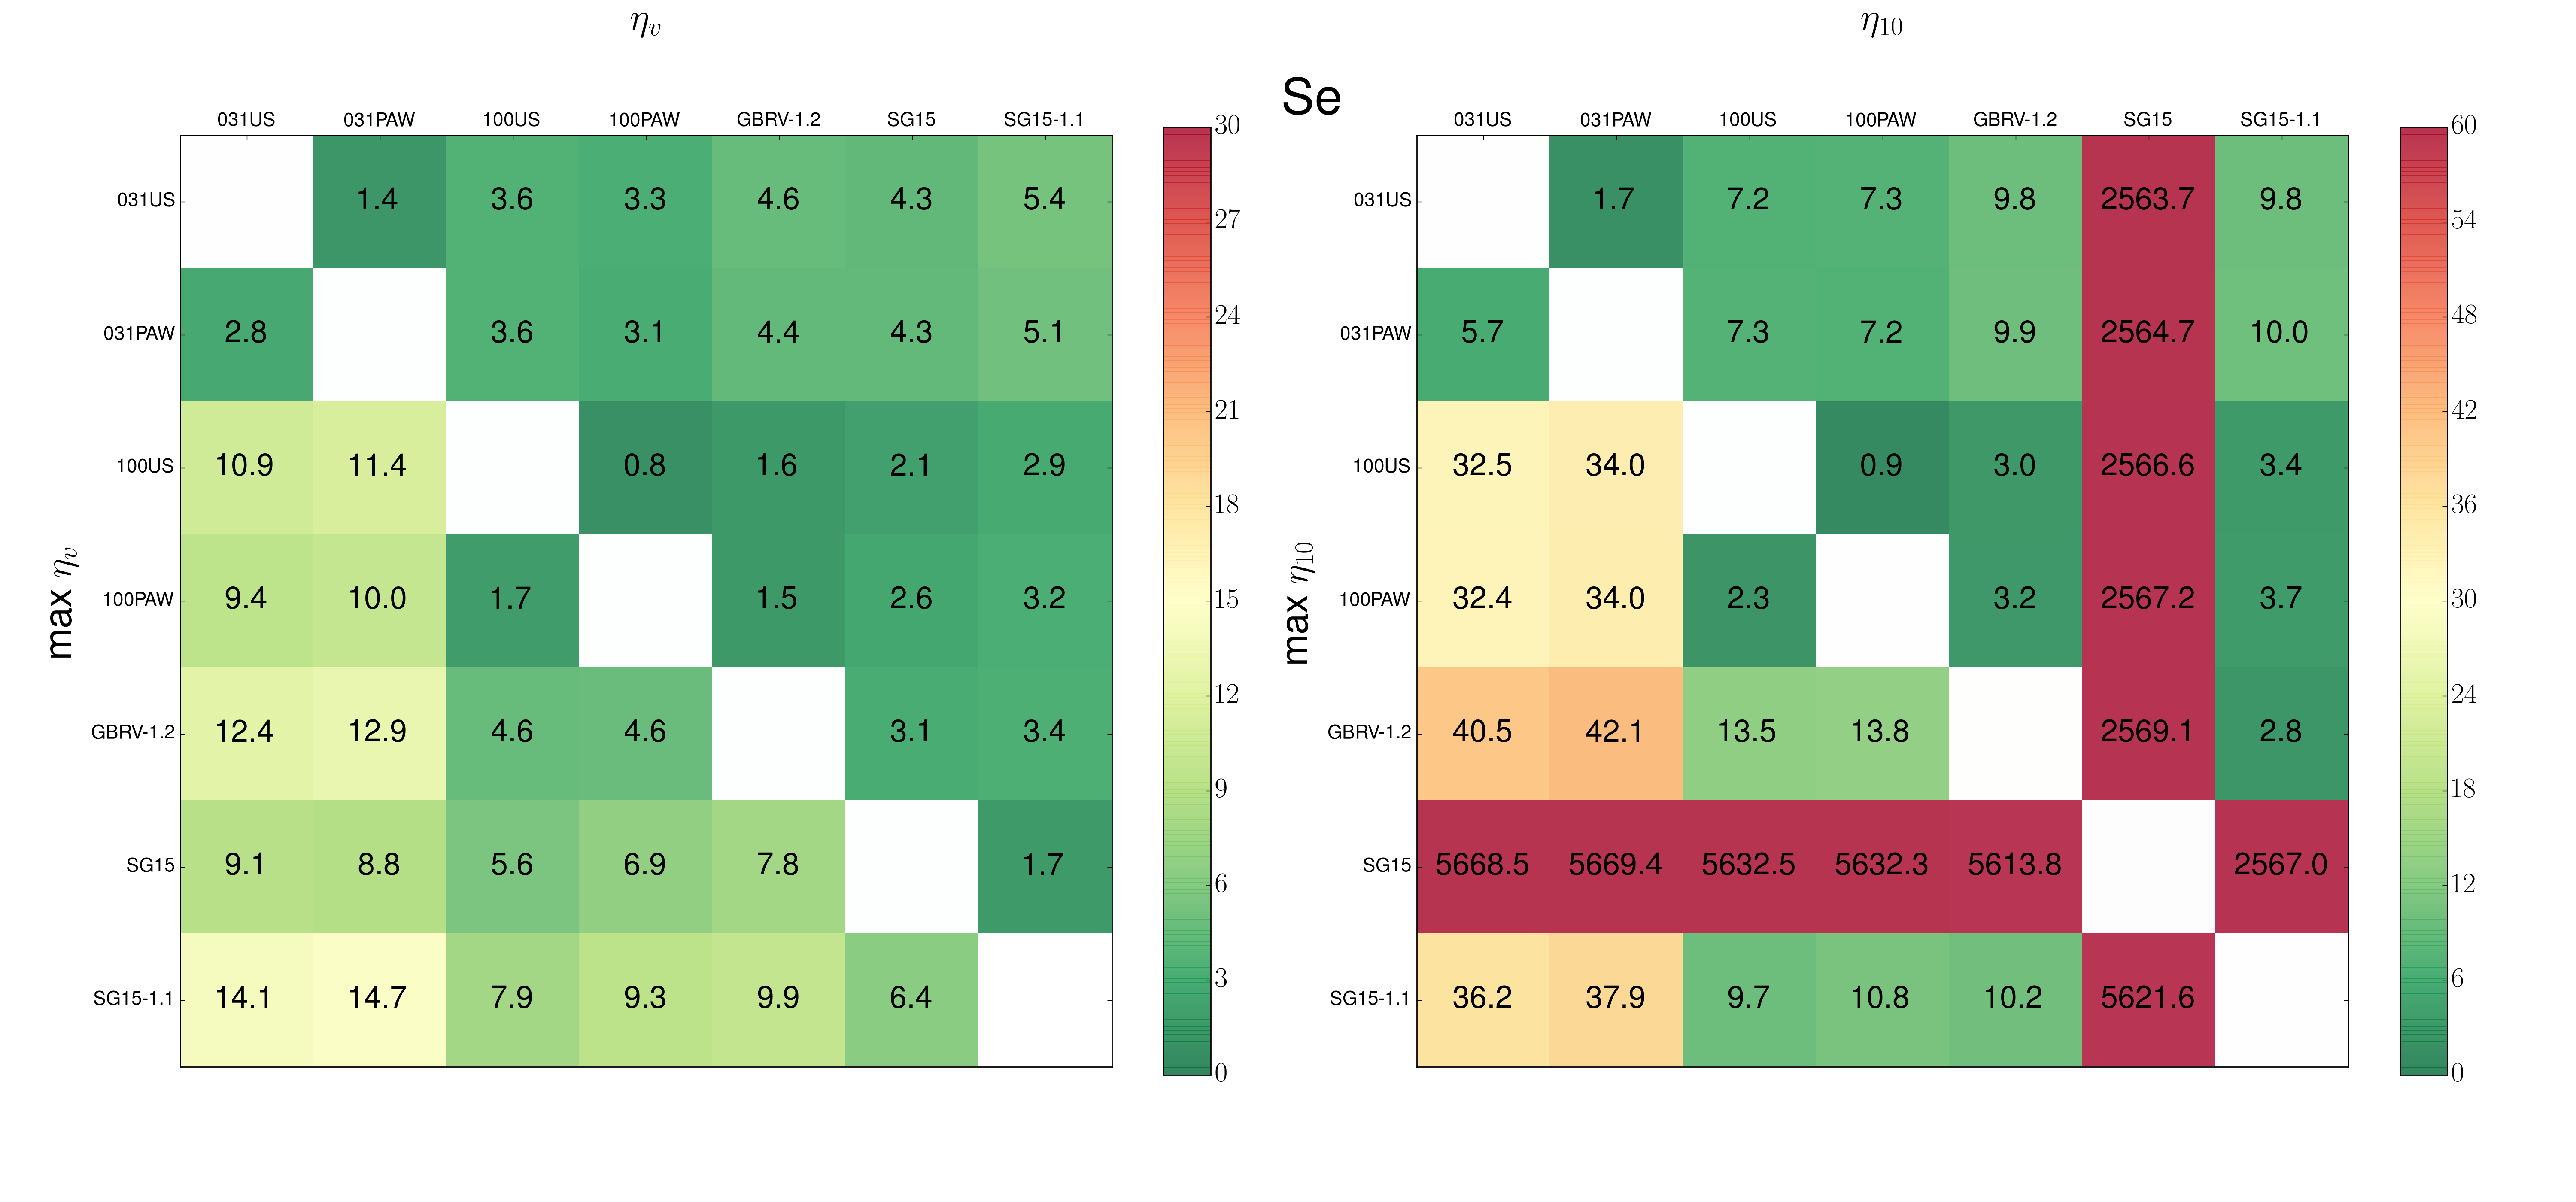 η_v
031US 031PAW 100US 100PAW GBRV-1.2 SG15 SG15-1.1
031US 1.4 3.6 3.3 4.6 4.3 5.4
031PAW 2.8 3.6 3.1 4.4 4.3 5.1
100US 10.9 11.4 0.8 1.6 2.1 2.9
100PAW 9.4 10.0 1.7 1.5 2.6 3.2
GBRV-1.2 12.4 12.9 4.6 4.6 3.1 3.4
SG15 9.1 8.8 5.6 6.9 7.8 1.7
SG15-1.1 14.1 14.7 7.9 9.3 9.9 6.4
max η_v
30
27
24
21
18
15
12
9
6
3
0
Se
η_10
031US 031PAW 100US 100PAW GBRV-1.2 SG15 SG15-1.1
031US 1.7 7.2 7.3 9.8 2563.7 9.8
031PAW 5.7 7.3 7.2 9.9 2564.7 10.0
100US 32.5 34.0 0.9 3.0 2566.6 3.4
100PAW 32.4 34.0 2.3 3.2 2567.2 3.7
GBRV-1.2 40.5 42.1 13.5 13.8 2569.1 2.8
SG15 5668.5 5669.4 5632.5 5632.3 5613.8 2567.0
SG15-1.1 36.2 37.9 9.7 10.8 10.2 5621.6
max η_10
60
54
48
42
36
30
24
18
12
6
0